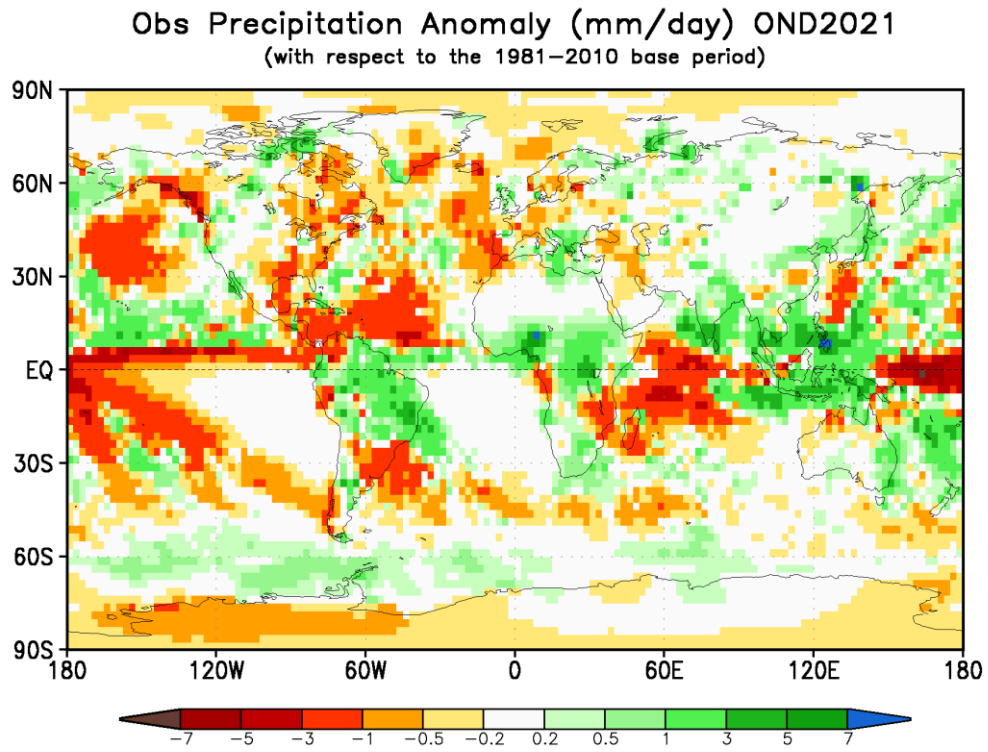 Obs Precipitation Anomaly (mm/day) OND2021
(with respect to the 1981–2010 base period)
90N
60N
30N
EQ
30S
60S
90S
180 120W 60W 0 60E 120E 180
-7 -5 -3 -1 -0.5 -0.2 0.2 0.5 1 3 5 7